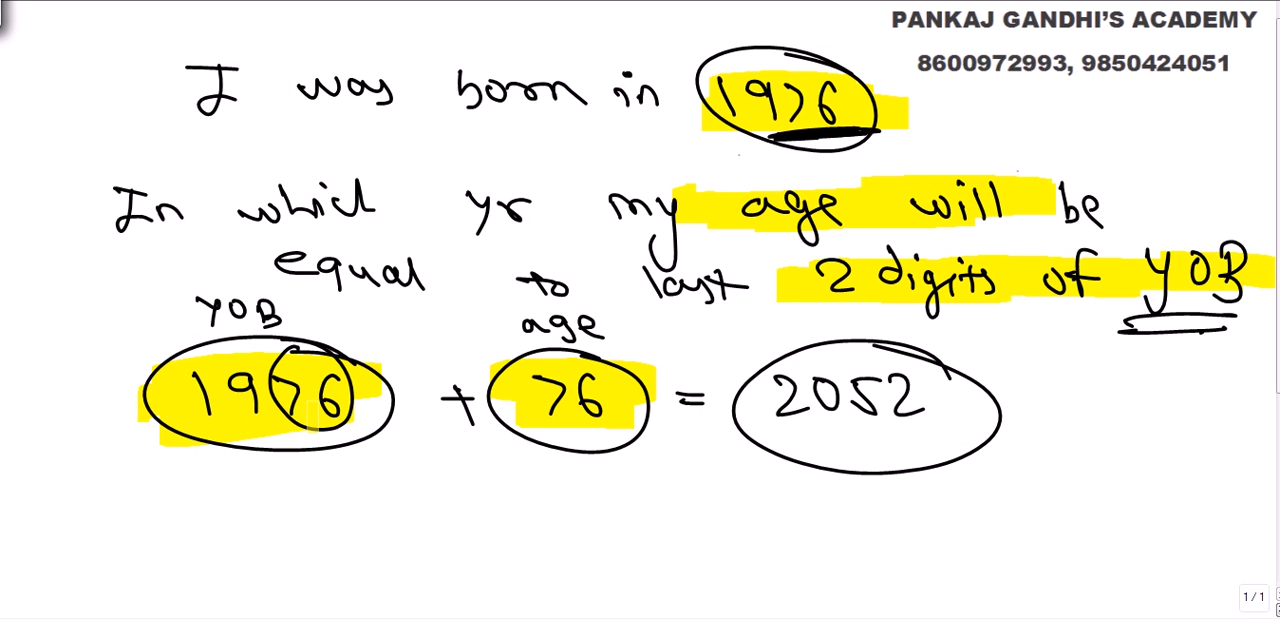 PANKAJ GANDHI'S ACADEMY
8600972993, 9850424051
I was born in 1976
In which yr my age will be
equal to last 2 digits of YOB
YOB age
1976 + 76 = 2052
1/1